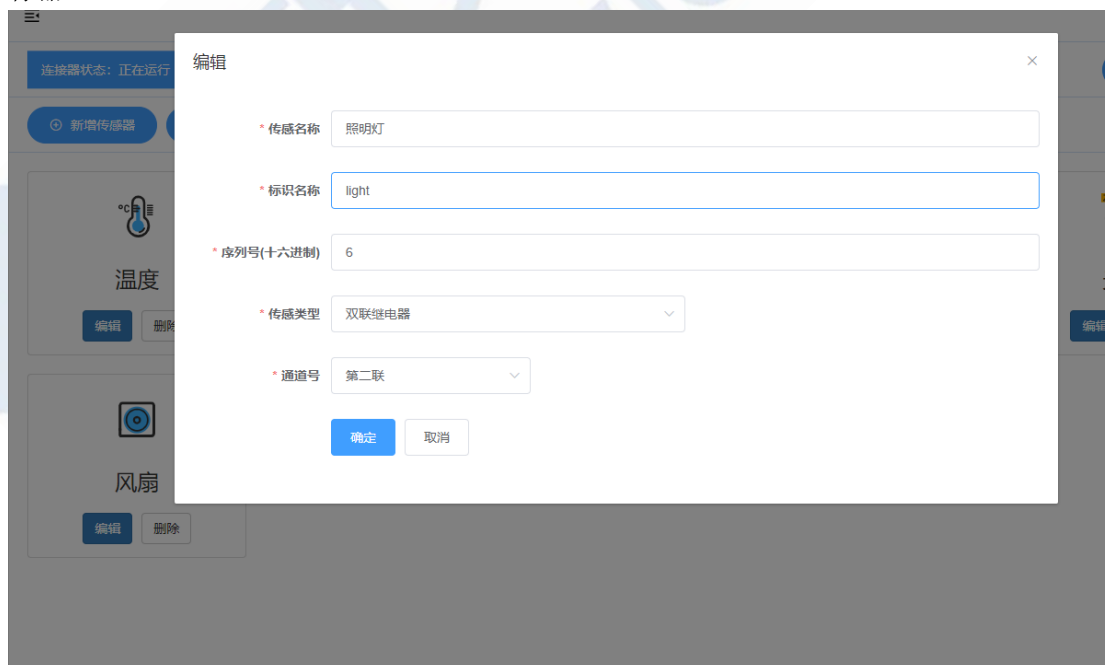 编辑
连接器状态：正在运行
新增传感器
* 传感名称 照明灯
* 标识名称 light
* 序列号(十六进制) 6
* 传感类型 双联继电器
* 通道号 第二联
确定 取消
°C
温度
编辑 删除
编辑
风扇
编辑 删除